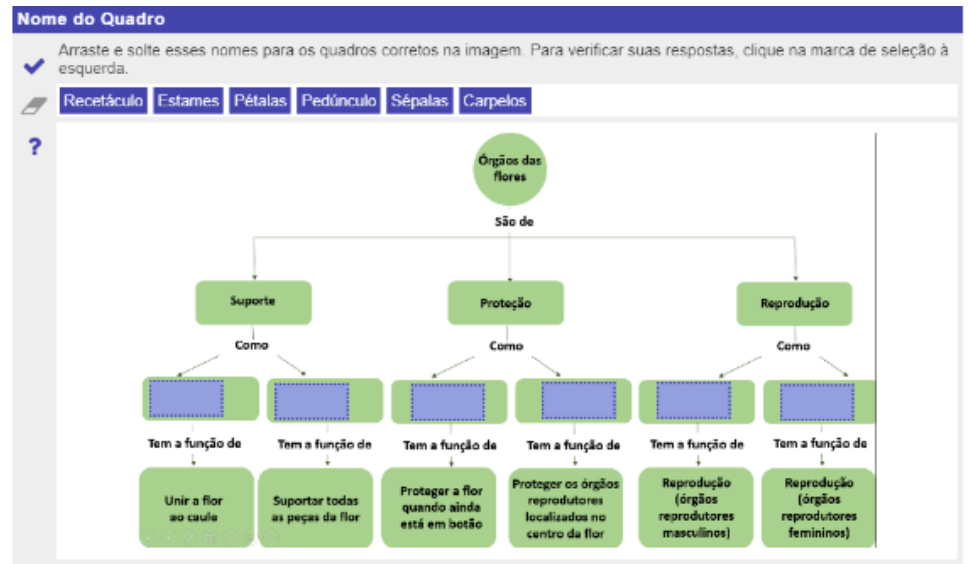 Nome do Quadro
Arraste e solte esses nomes para os quadros corretos na imagem. Para verificar suas respostas, clique na marca de seleção à
esquerda.
Recetáculo Estames Pétalas Pedúnculo Sépalas Carpelos
?
Órgãos das
flores
São de
Suporte
Proteção
Reprodução
Como
Como
Como
Tem a função de
Tem a função de
Tem a função de
Tem a função de
Tem a função de
Tem a função de
Unir a flor
ao caule
Suportar todas
as peças da flor
Proteger a flor
quando ainda
está em botão
Proteger os órgãos
reprodutores
localizados no
centro da flor
Reprodução
(órgãos
reprodutores
masculinos)
Reprodução
(órgãos
reprodutores
femininos)